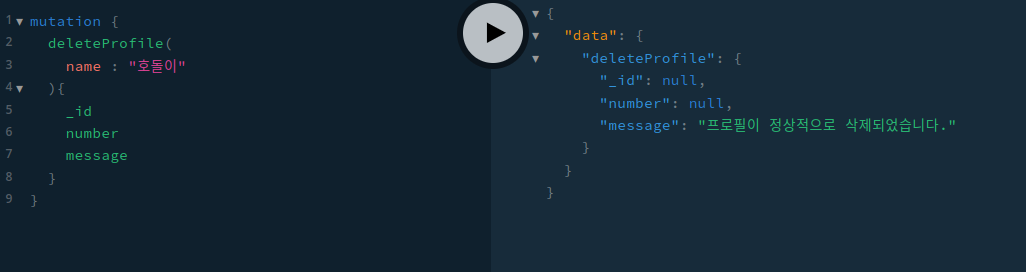 1 mutation {
2 deleteProfile(
3 name : "호돌이"
4 ){
5 _id
6 number
7 message
8 }
9 }
{
"data": {
"deleteProfile": {
"_id": null,
"number": null,
"message": "프로필이 정상적으로 삭제되었습니다."
}
}
}